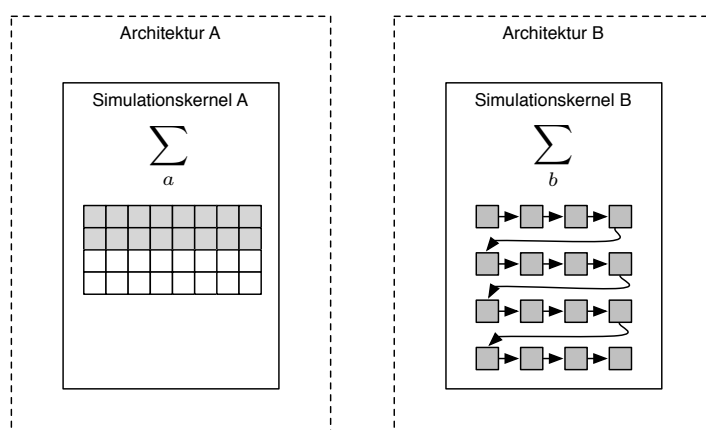 Architektur A
Simulationskernel A
∑
a
Architektur B
Simulationskernel B
∑
b